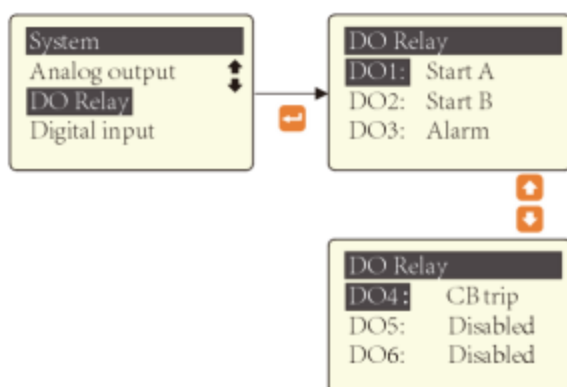 System
Analog output
DO Relay
Digital input
DO Relay
DO1: Start A
DO2: Start B
DO3: Alarm
DO Relay
DO4: CB trip
DO5: Disabled
DO6: Disabled